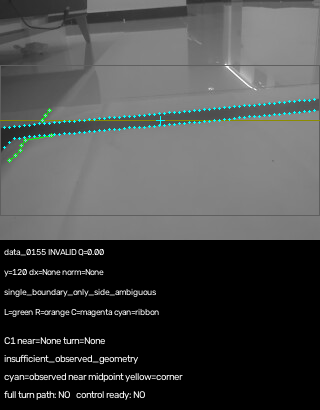 data_0155 INVALID Q=0.00
y=120 dx=None norm=None
single_boundary_only_side_ambiguous
L=green R=orange C=magenta cyan=ribbon
C1 near=None turn=None
insufficient_observed_geometry
cyan=observed near midpoint yellow=corner
full turn path: NO control ready: NO